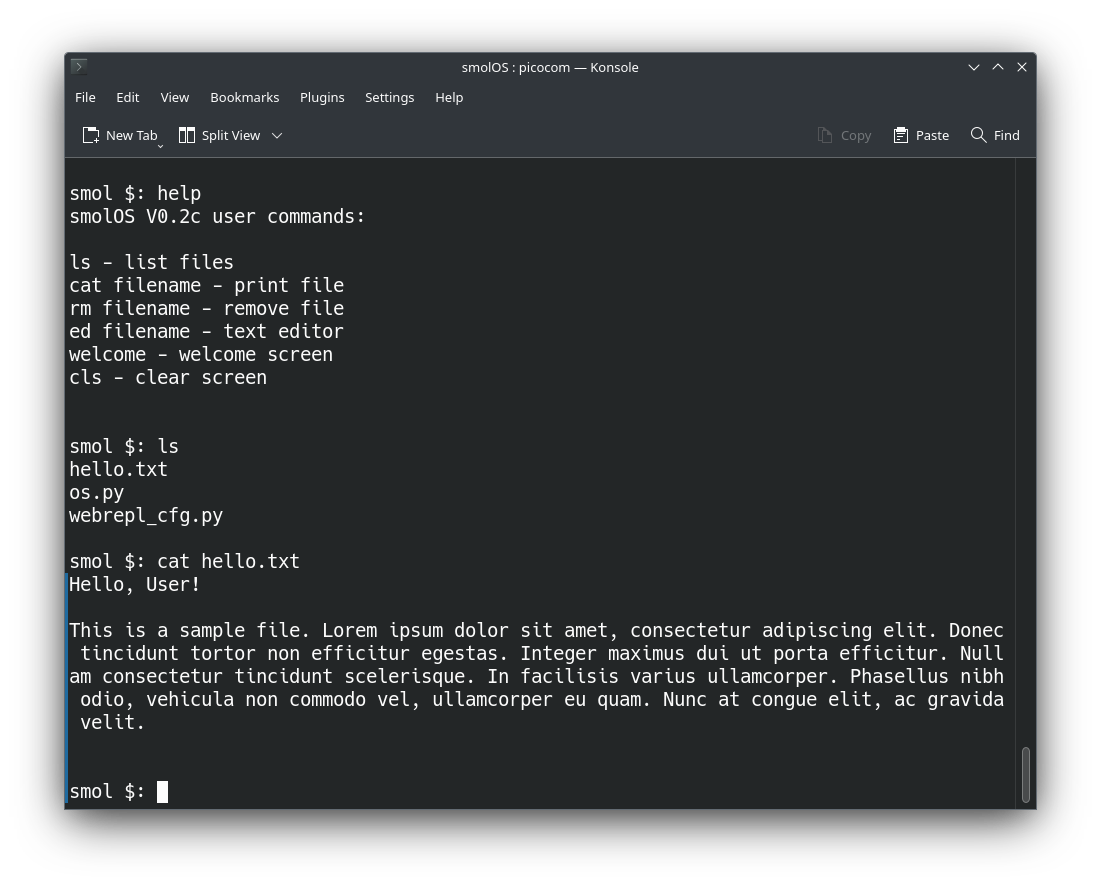 smolOS : picocom — Konsole
File Edit View Bookmarks Plugins Settings Help
New Tab Split View Copy Paste Find
smol $: help
smolOS V0.2c user commands:
ls - list files
cat filename - print file
rm filename - remove file
ed filename - text editor
welcome - welcome screen
cls - clear screen
smol $: ls
hello.txt
os.py
webrepl_cfg.py
smol $: cat hello.txt
Hello, User!
This is a sample file. Lorem ipsum dolor sit amet, consectetur adipiscing elit. Donec
tincidunt tortor non efficitur egestas. Integer maximus dui ut porta efficitur. Null
am consectetur tincidunt scelerisque. In facilisis varius ullamcorper. Phasellus nibh
odio, vehicula non commodo vel, ullamcorper eu quam. Nunc at congue elit, ac gravida
velit.
smol $: